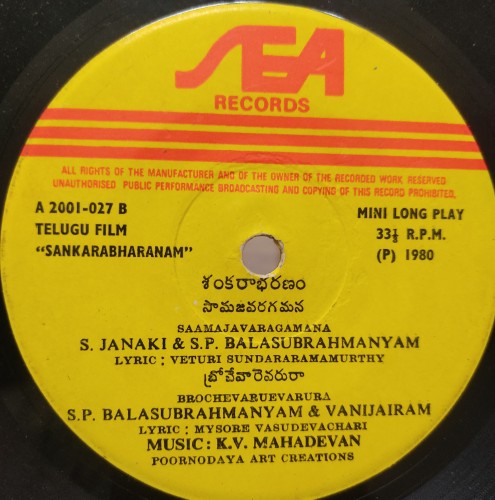 SEA
RECORDS
ALL RIGHTS OF THE MANUFACTURER AND OF THE OWNER OF THE RECORDED WORK RESERVED
UNAUTHORISED PUBLIC PERFORMANCE BROADCASTING AND COPYING OF THIS RECORD PROHIBITED.
A 2001-027 B
MINI LONG PLAY
TELUGU FILM
33⅓ R.P.M.
"SANKARABHARANAM"
(P) 1980
శంకరాభరణం
సామజవరగమన
SAAMAJAVARAGAMANA
S. JANAKI & S.P. BALASUBRAHMANYAM
LYRIC : VETURI SUNDARARAMAMURTHY
బ్రోచేవారెవరురా
BROCHEVARUEVARURA
S.P. BALASUBRAHMANYAM & VANIJAIRAM
LYRIC : MYSORE VASUDEVACHARI
MUSIC : K.V. MAHADEVAN
POORNODAYA ART CREATIONS